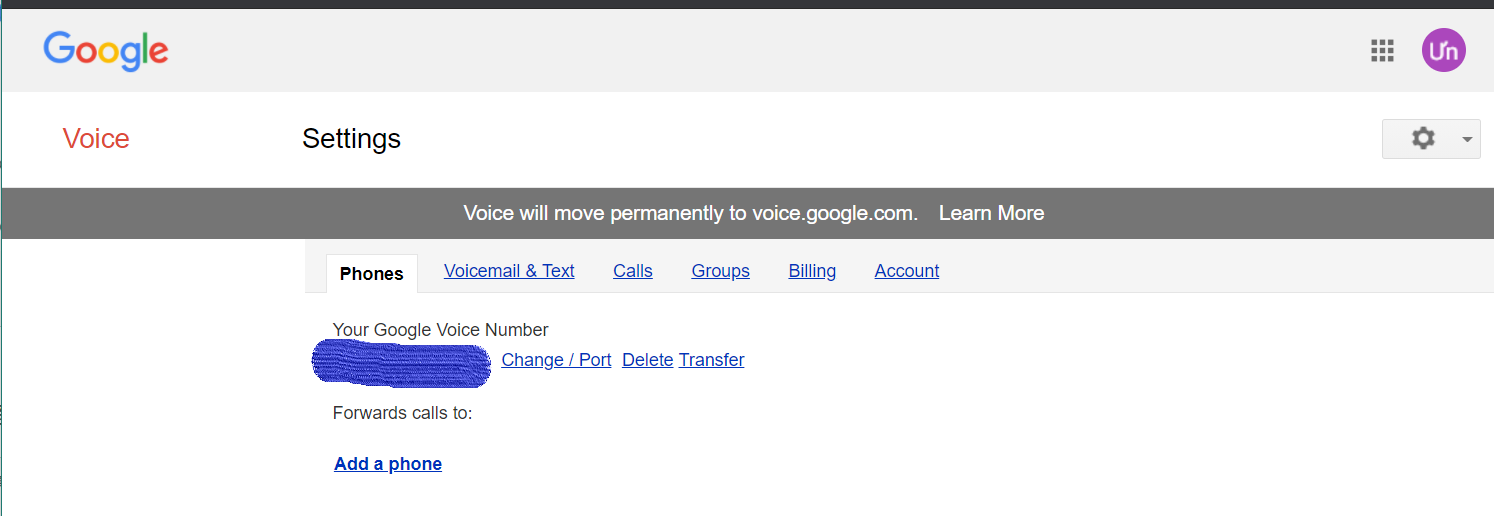 Google
Un
Voice Settings
Voice will move permanently to voice.google.com. Learn More
Phones Voicemail & Text Calls Groups Billing Account
Your Google Voice Number
Change / Port Delete Transfer
Forwards calls to:
Add a phone